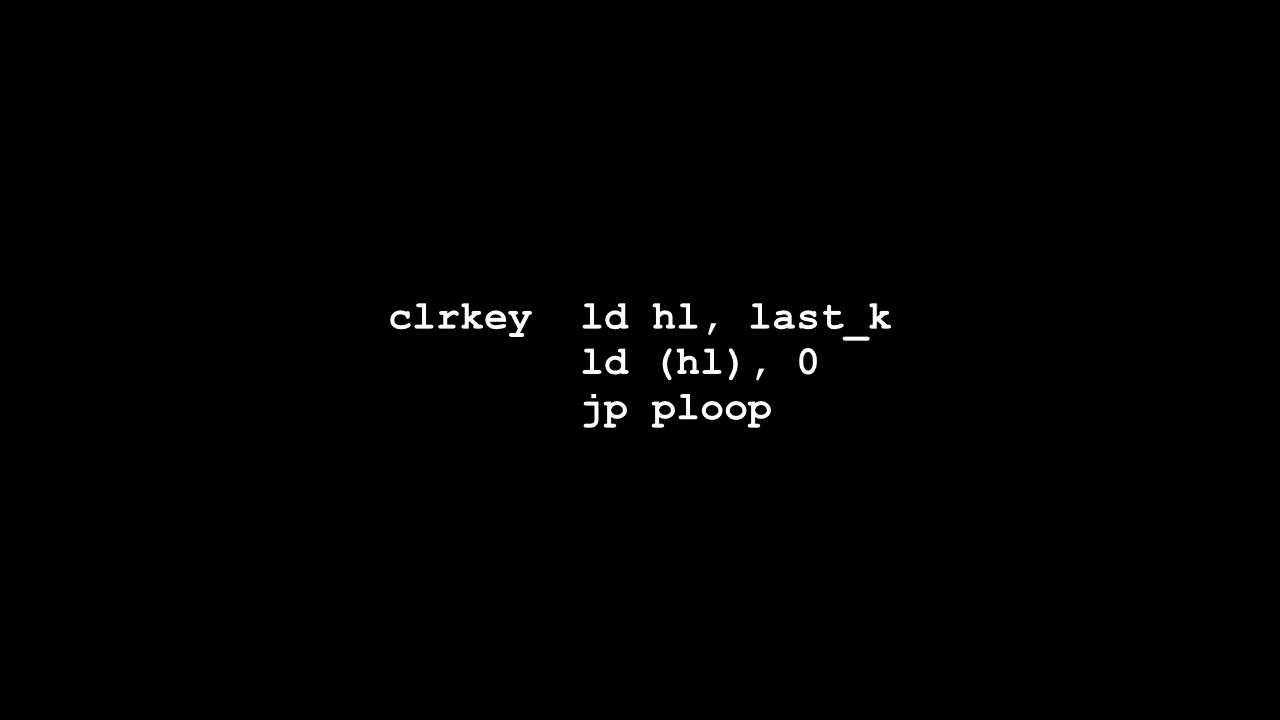 clrkey  ld hl, last_k
        ld (hl), 0
        jp ploop